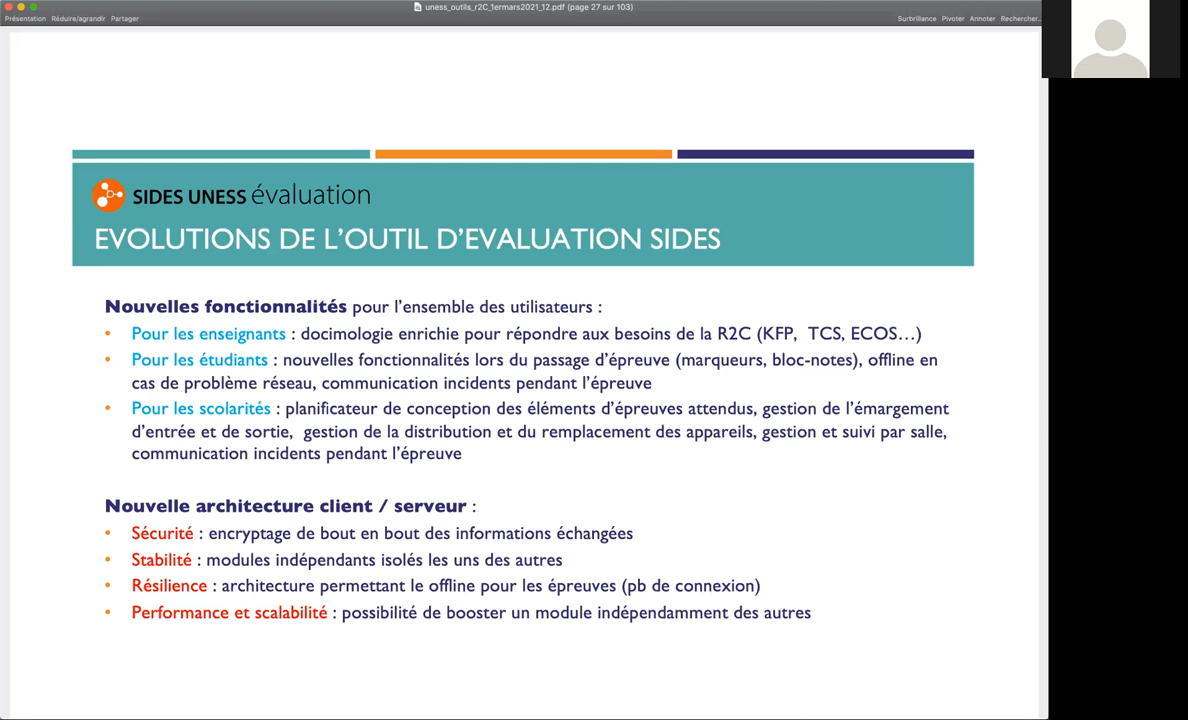 uness_outils_r2C_1ermars2021_12.pdf (page 27 sur 103)
Présentation Réduire/agrandir Partager
Surbrillance Pivoter Annoter Rechercher...
SIDES UNESS évaluation
EVOLUTIONS DE L'OUTIL D'EVALUATION SIDES
Nouvelles fonctionnalités pour l'ensemble des utilisateurs :
• Pour les enseignants : docimologie enrichie pour répondre aux besoins de la R2C (KFP, TCS, ECOS…)
• Pour les étudiants : nouvelles fonctionnalités lors du passage d'épreuve (marqueurs, bloc-notes), offline en
cas de problème réseau, communication incidents pendant l'épreuve
• Pour les scolarités : planificateur de conception des éléments d'épreuves attendus, gestion de l'émargement
d'entrée et de sortie, gestion de la distribution et du remplacement des appareils, gestion et suivi par salle,
communication incidents pendant l'épreuve
Nouvelle architecture client / serveur :
• Sécurité : encryptage de bout en bout des informations échangées
• Stabilité : modules indépendants isolés les uns des autres
• Résilience : architecture permettant le offline pour les épreuves (pb de connexion)
• Performance et scalabilité : possibilité de booster un module indépendamment des autres